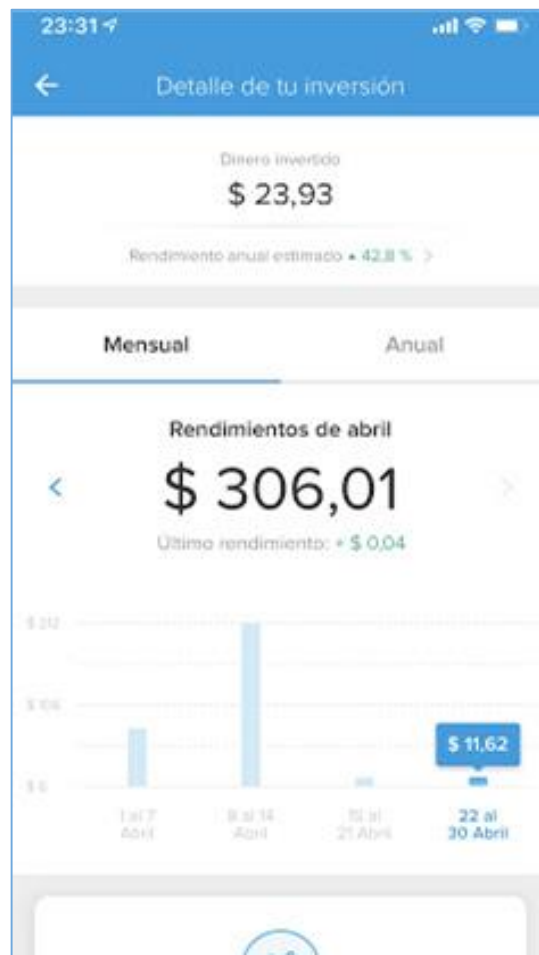 23:31
Detalle de tu inversión
Dinero invertido
$ 23,93
Rendimiento anual estimado 42,8 % >
Mensual Anual
Rendimientos de abril
< $ 306,01 >
Último rendimiento: + $ 0,04
$ 212
$ 106
$ 11,62
$ 0
1 al 7 8 al 14 15 al 22 al
Abril Abril 21 Abril 30 Abril